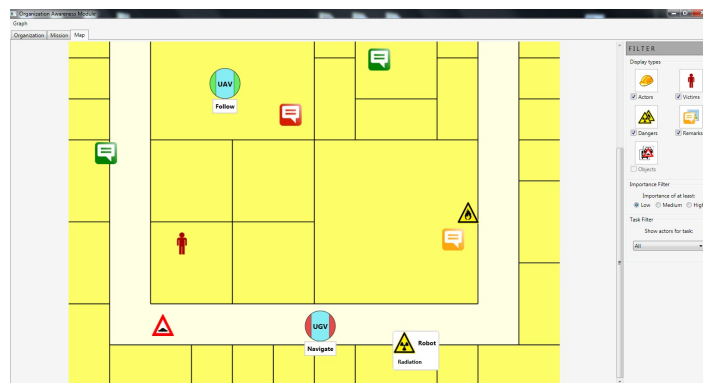 Organization Awareness Module
Graph
Organization Mission Map
UAV
Follow
UGV
Navigate
Robot
Radiation
FILTER
Display types
Actors Victims
Dangers Remarks
Objects
Importance Filter
Importance of at least:
Low Medium High
Task Filter
Show actors for task:
All